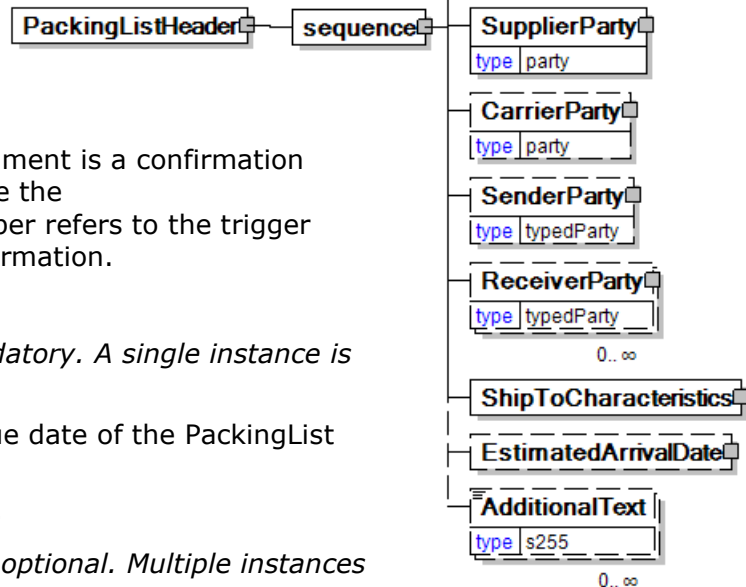 PackingListHeader
sequence
SupplierParty
type party
CarrierParty
type party
SenderParty
type typedParty
ReceiverParty
type typedParty
0.. ∞
ShipToCharacteristics
EstimatedArrivalDate
AdditionalText
type s255
0.. ∞
ment is a confirmation
e the
per refers to the trigger
rmation.
datory. A single instance is
ue date of the PackingList
optional. Multiple instances